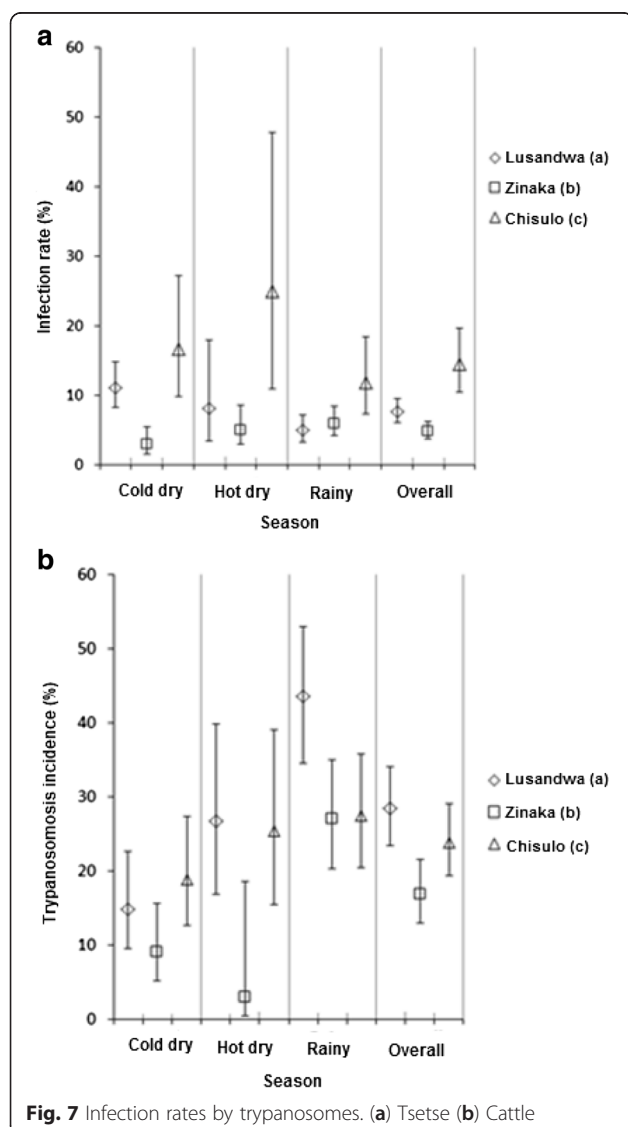 a
60
50
40
30
20
10
0
Infection rate (%)
Cold dry Hot dry Rainy Overall
Season
Lusandwa (a)
Zinaka (b)
Chisulo (c)
b
60
50
40
30
20
10
0
Trypanosomosis incidence (%)
Cold dry Hot dry Rainy Overall
Season
Lusandwa (a)
Zinaka (b)
Chisulo (c)
Fig. 7 Infection rates by trypanosomes. (a) Tsetse (b) Cattle